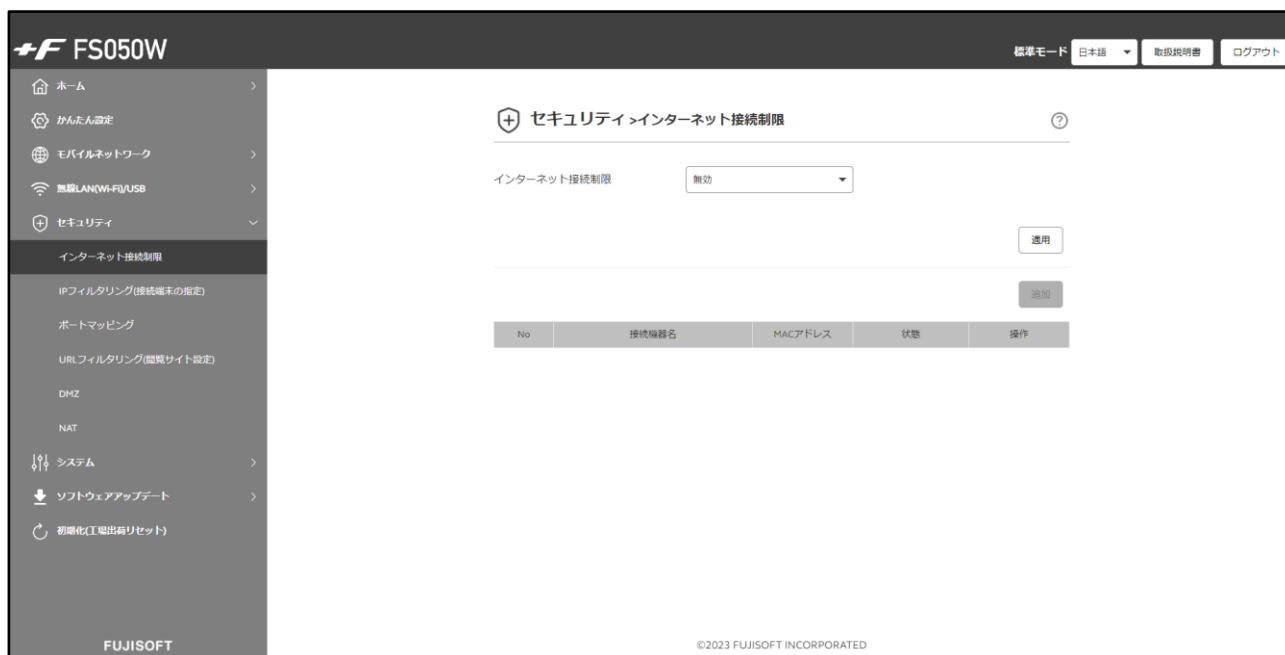 +F FS050W
標準モード 日本語 取扱説明書 ログアウト
ホーム
かんたん設定
モバイルネットワーク
無線LAN(Wi-Fi)/USB
セキュリティ
インターネット接続制限
IPフィルタリング(接続端末の指定)
ポートマッピング
URLフィルタリング(閲覧サイト設定)
DMZ
NAT
システム
ソフトウェアアップデート
初期化(工場出荷リセット)
FUJISOFT
セキュリティ >インターネット接続制限
インターネット接続制限 無効
適用
追加
No 接続機器名 MACアドレス 状態 操作
©2023 FUJISOFT INCORPORATED